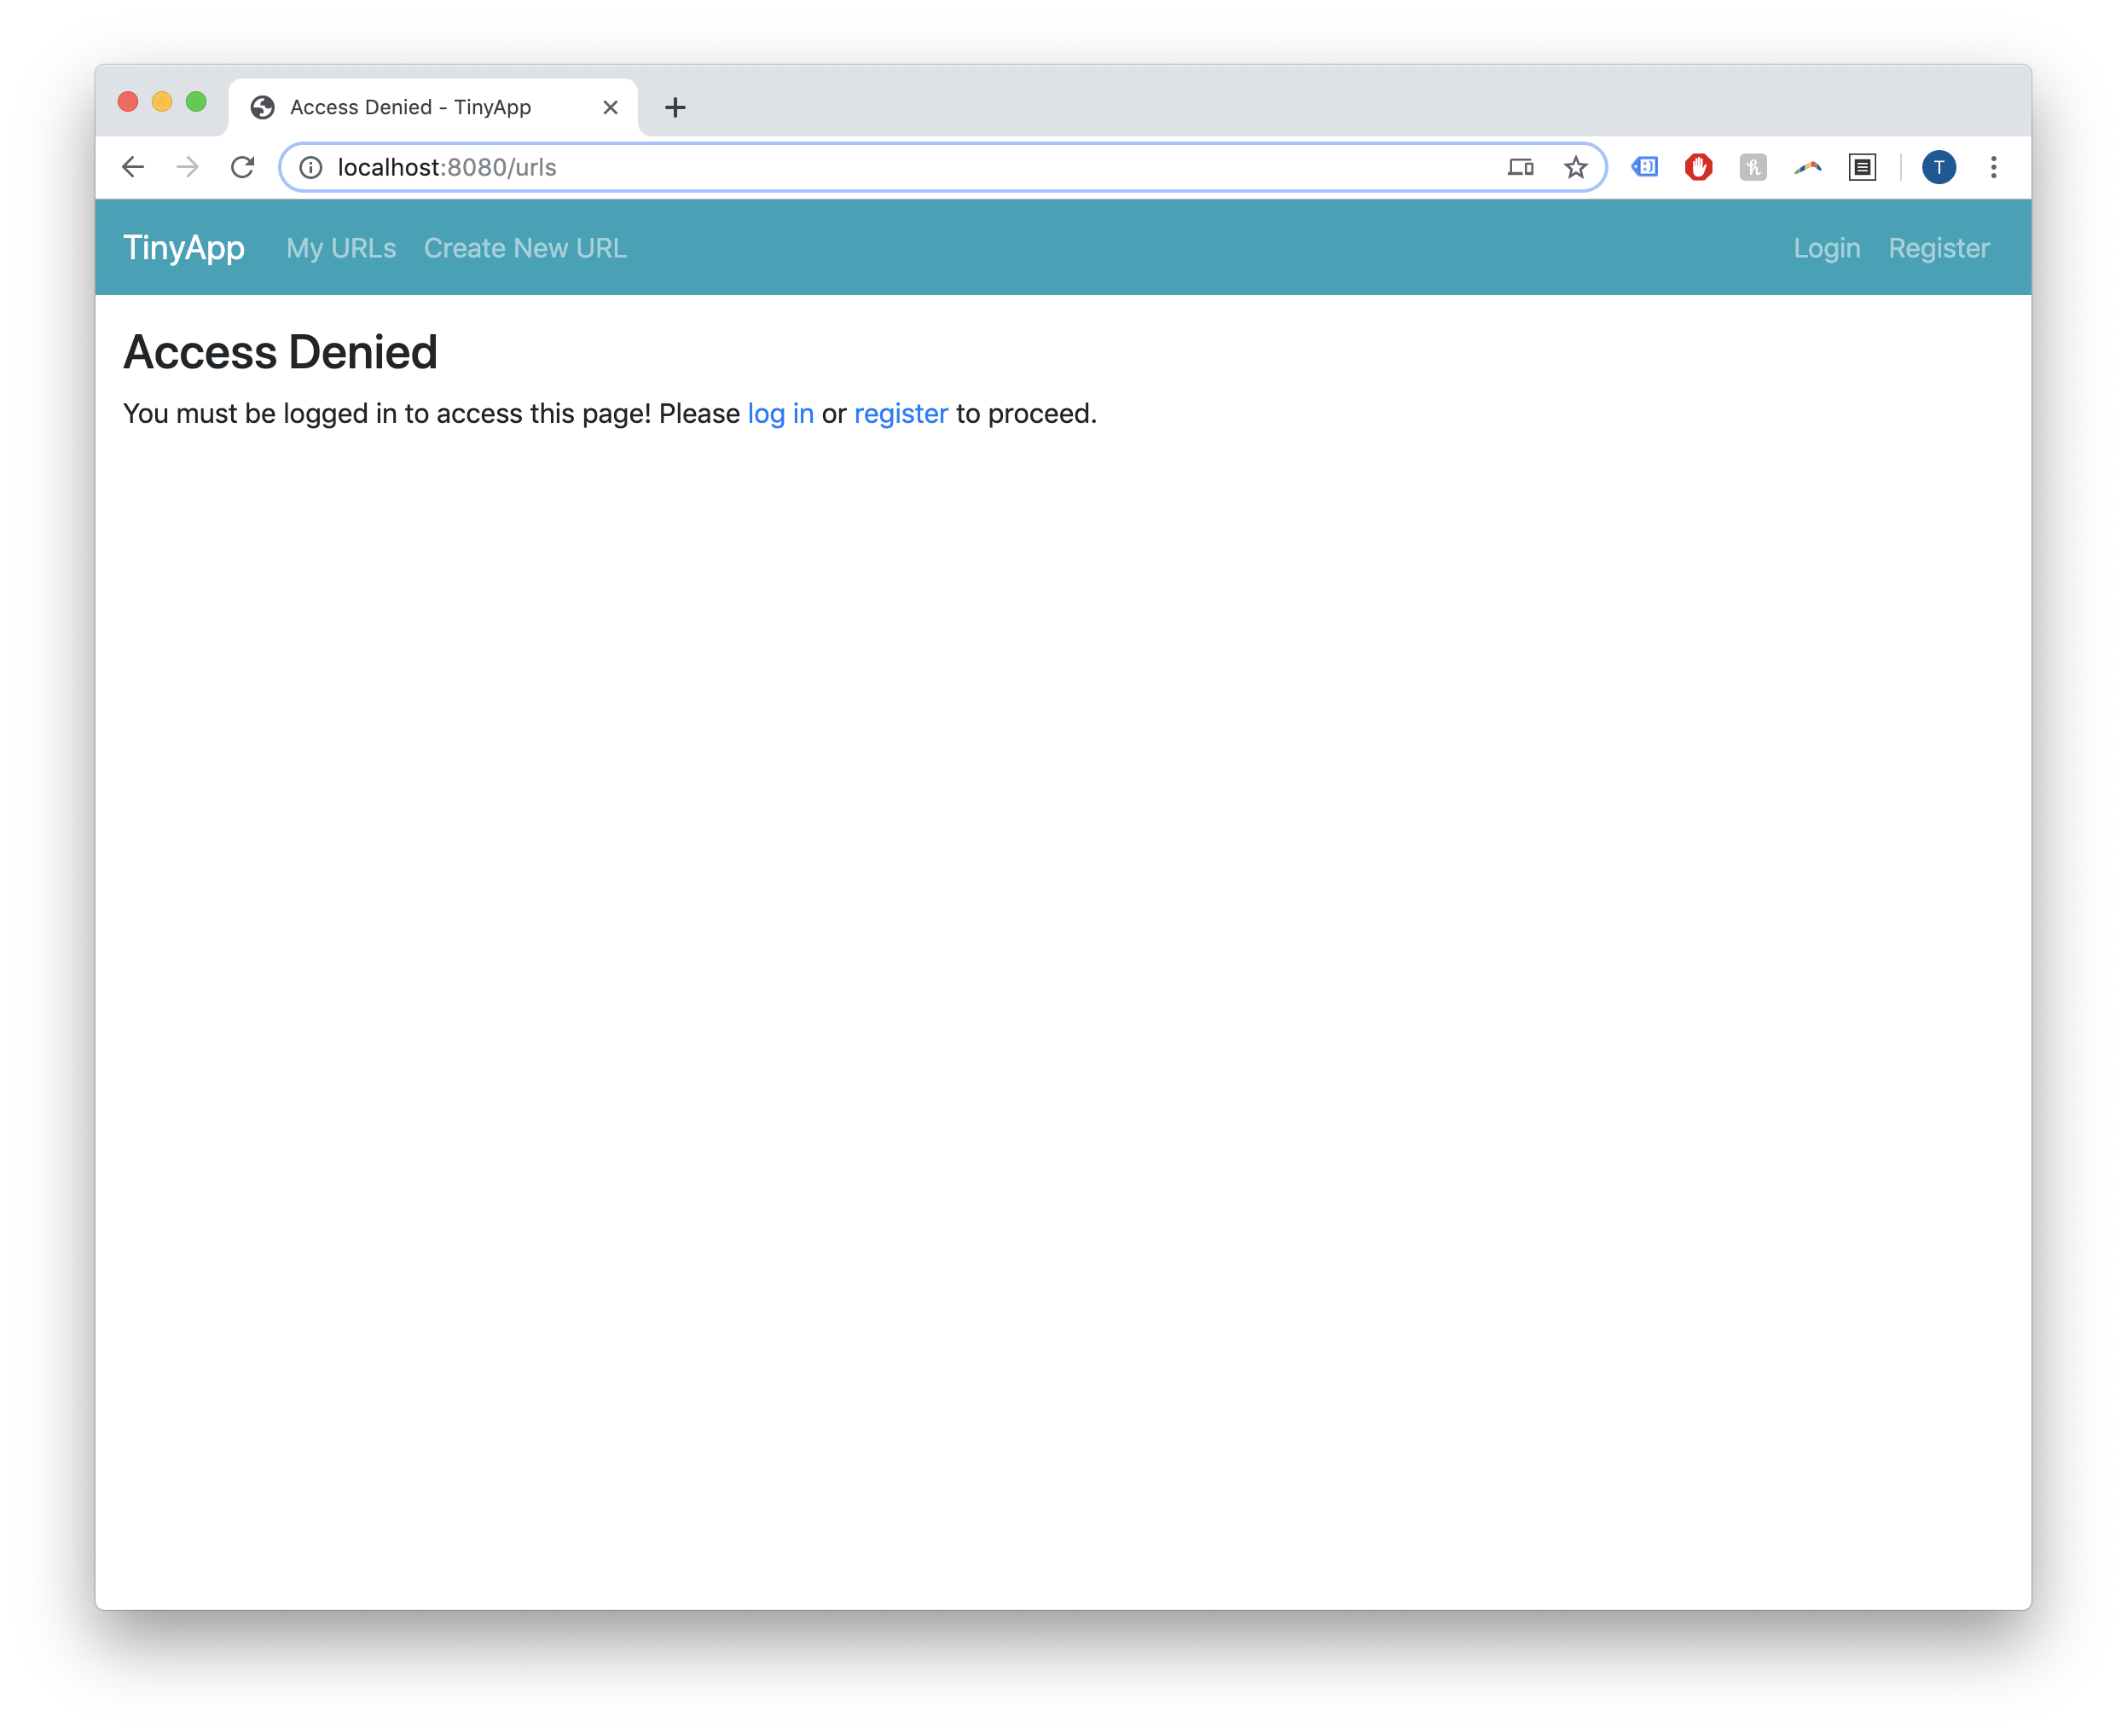 Access Denied - TinyApp
localhost:8080/urls
T
TinyApp My URLs Create New URL Login Register
Access Denied
You must be logged in to access this page! Please log in or register to proceed.